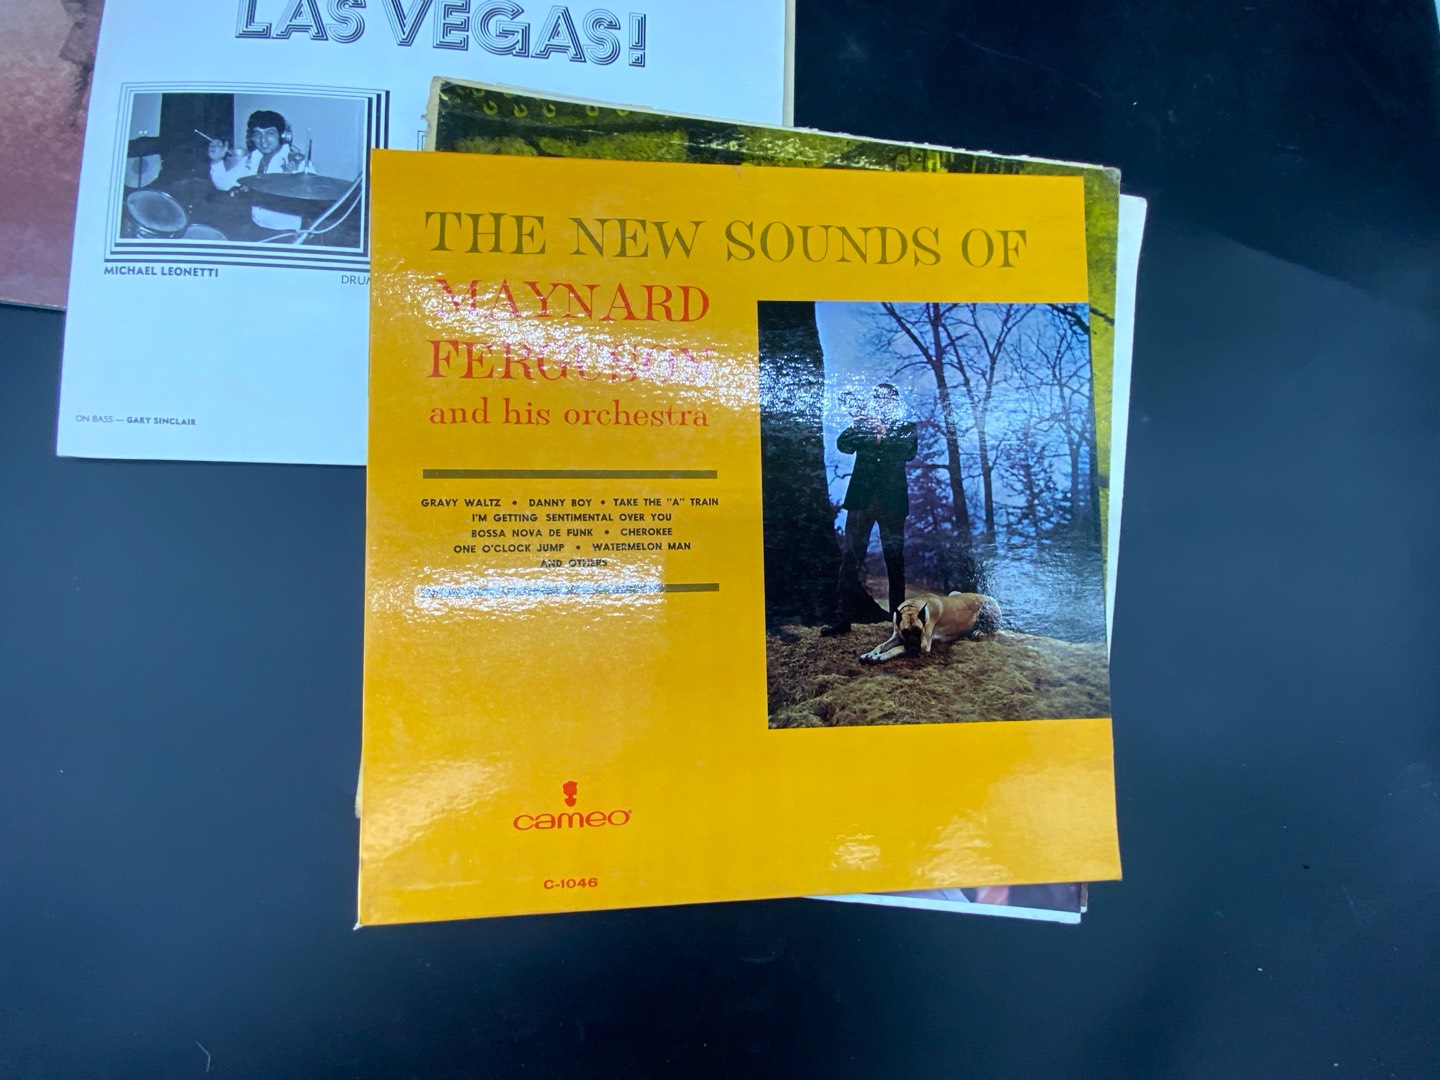 LAS VEGAS!
MICHAEL LEONETTI
DRU
ON BASS — GARY SINCLAIR
THE NEW SOUNDS OF
MAYNARD
FERGUSON
and his orchestra
GRAVY WALTZ • DANNY BOY • TAKE THE "A" TRAIN
I'M GETTING SENTIMENTAL OVER YOU
BOSSA NOVA DE FUNK • CHEROKEE
ONE O'CLOCK JUMP • WATERMELON MAN
AND OTHERS
cameo®
C-1046